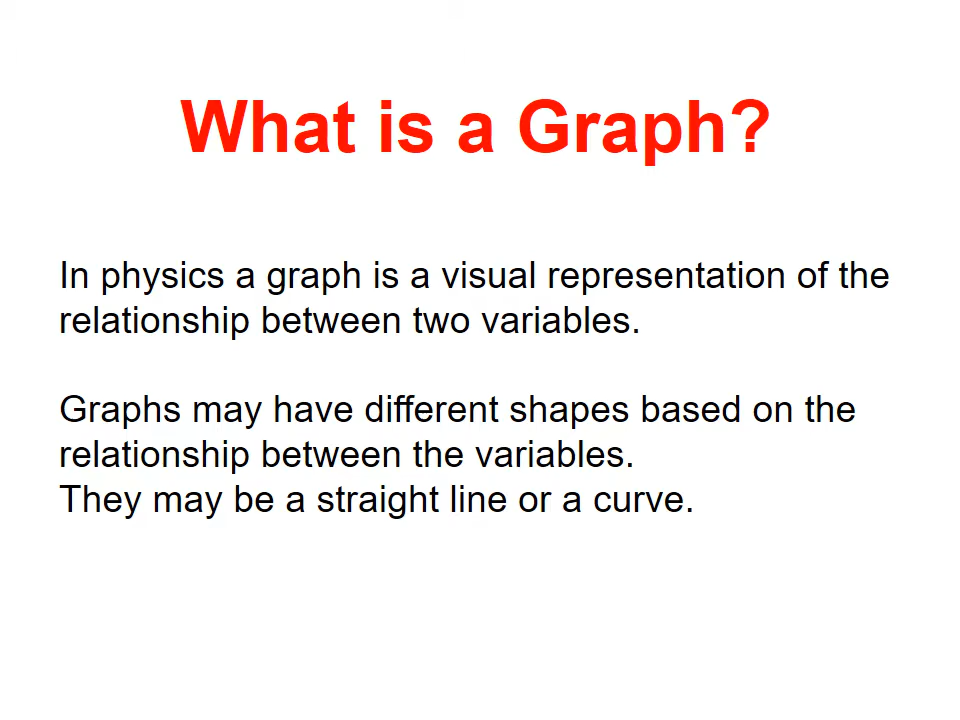 What is a Graph?
In physics a graph is a visual representation of the
relationship between two variables.
Graphs may have different shapes based on the
relationship between the variables.
They may be a straight line or a curve.